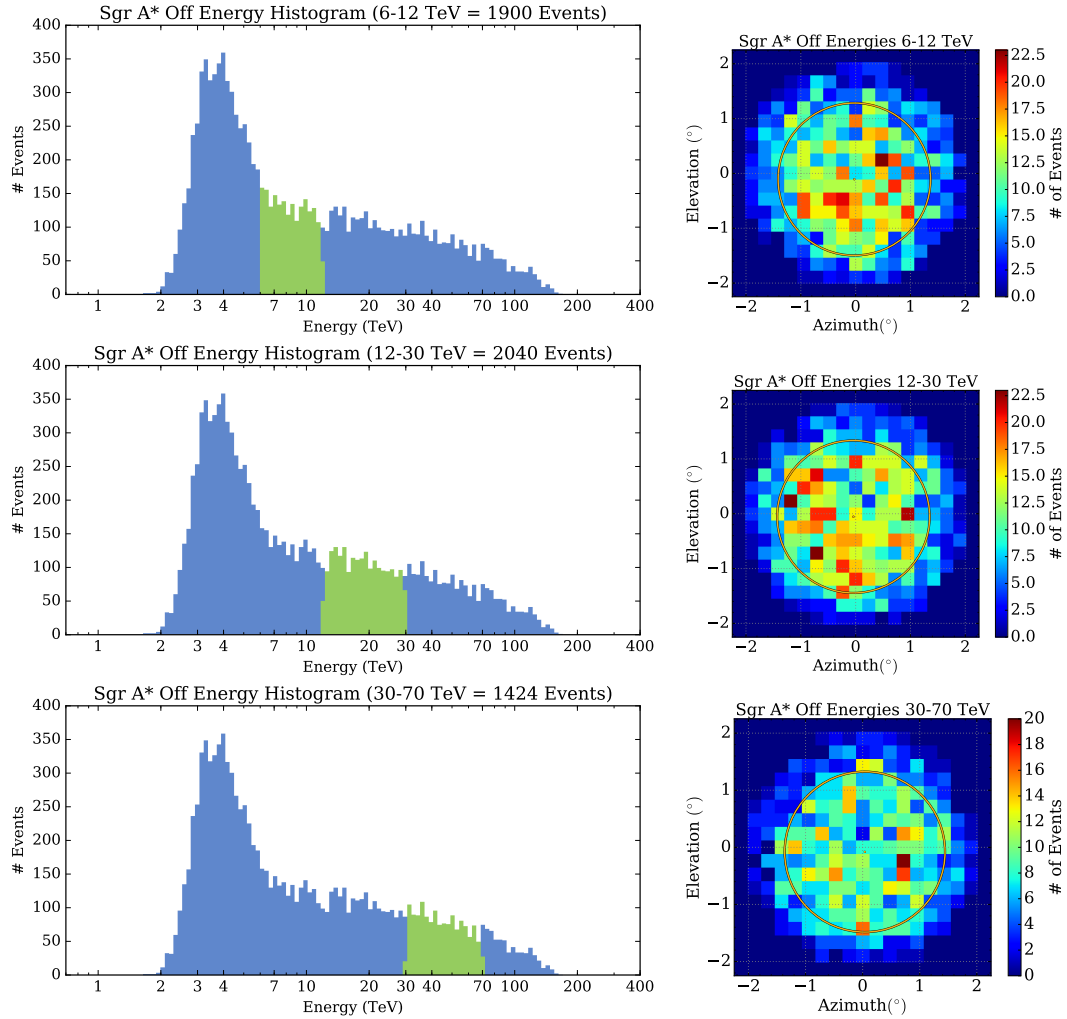 Sgr A* Off Energy Histogram (6-12 TeV = 1900 Events)
400
350
300
250
200
150
100
50
0
# Events
1 2 3 4 5 7 10 20 30 40 50 70 100 200 400
Energy (TeV)
Sgr A* Off Energies 6-12 TeV
2
1
0
−1
−2
Elevation (°)
−2 −1 0 1 2
Azimuth(°)
22.5
20.0
17.5
15.0
12.5
10.0
7.5
5.0
2.5
0.0
# of Events
Sgr A* Off Energy Histogram (12-30 TeV = 2040 Events)
400
350
300
250
200
150
100
50
0
# Events
1 2 3 4 5 7 10 20 30 40 50 70 100 200 400
Energy (TeV)
Sgr A* Off Energies 12-30 TeV
2
1
0
−1
−2
Elevation (°)
−2 −1 0 1 2
Azimuth(°)
22.5
20.0
17.5
15.0
12.5
10.0
7.5
5.0
2.5
0.0
# of Events
Sgr A* Off Energy Histogram (30-70 TeV = 1424 Events)
400
350
300
250
200
150
100
50
0
# Events
1 2 3 4 5 7 10 20 30 40 50 70 100 200 400
Energy (TeV)
Sgr A* Off Energies 30-70 TeV
2
1
0
−1
−2
Elevation (°)
−2 −1 0 1 2
Azimuth(°)
20
18
16
14
12
10
8
6
4
2
0
# of Events